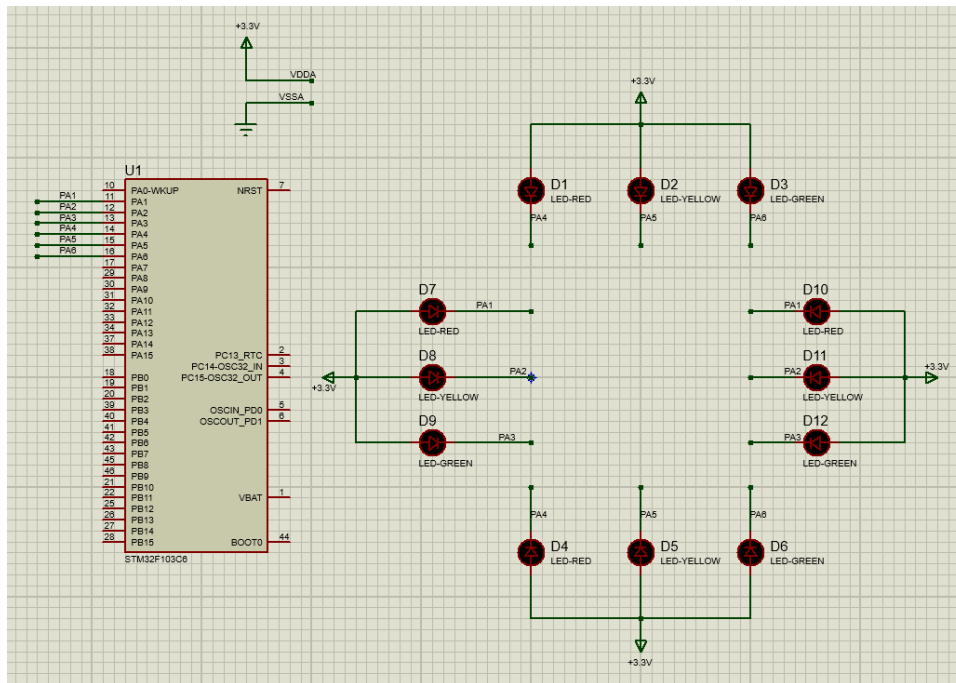 +3.3V
VDDA
VSSA
U1
10 PA0-WKUP NRST 7
PA1 11 PA1
PA2 12 PA2
PA3 13 PA3
PA4 14 PA4
PA5 15 PA5
PA6 16 PA6
17 PA7
29 PA8
30 PA9
31 PA10
32 PA11
33 PA12
34 PA13
37 PA14
38 PA15
PC13_RTC 2
PC14-OSC32_IN 3
18 PB0 PC15-OSC32_OUT 4
19 PB1
20 PB2
39 PB3 OSCIN_PD0 5
40 PB4 OSCOUT_PD1 6
41 PB5
42 PB6
43 PB7
45 PB8
46 PB9
21 PB10
22 PB11 VBAT 1
25 PB12
26 PB13
27 PB14
28 PB15 BOOT0 44
STM32F103C6
+3.3V
D1 D2 D3
LED-RED LED-YELLOW LED-GREEN
PA4 PA5 PA6
D7
PA1
LED-RED
D8
PA2
LED-YELLOW
+3.3V
D9
PA3
LED-GREEN
D10
PA1
LED-RED
D11
PA2
+3.3V
LED-YELLOW
D12
PA3
LED-GREEN
PA4 PA5 PA6
D4 D5 D6
LED-RED LED-YELLOW LED-GREEN
+3.3V